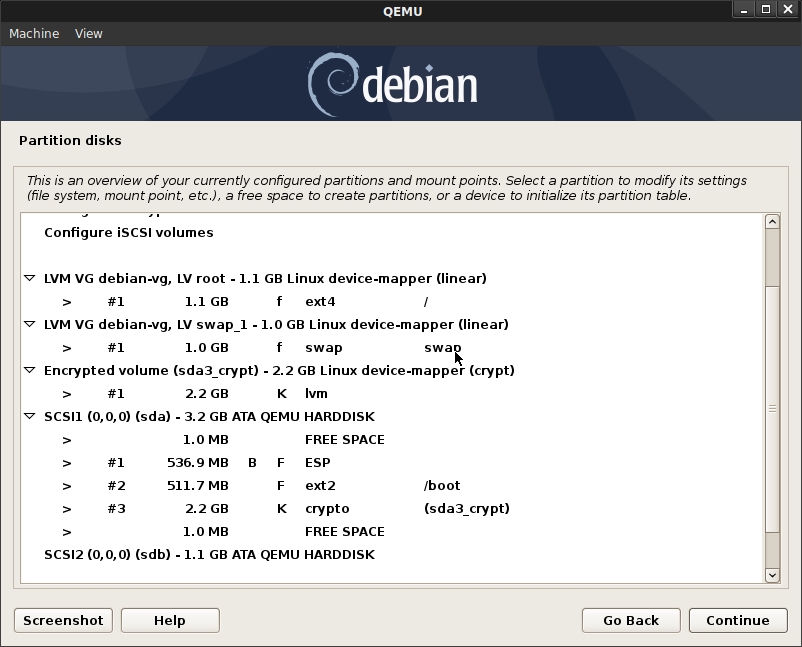 QEMU
Machine View
debian
Partition disks
This is an overview of your currently configured partitions and mount points. Select a partition to modify its settings
(file system, mount point, etc.), a free space to create partitions, or a device to initialize its partition table.
Configure iSCSI volumes
LVM VG debian-vg, LV root - 1.1 GB Linux device-mapper (linear)
> #1 1.1 GB f ext4 /
LVM VG debian-vg, LV swap_1 - 1.0 GB Linux device-mapper (linear)
> #1 1.0 GB f swap swap
Encrypted volume (sda3_crypt) - 2.2 GB Linux device-mapper (crypt)
> #1 2.2 GB K lvm
SCSI1 (0,0,0) (sda) - 3.2 GB ATA QEMU HARDDISK
> 1.0 MB FREE SPACE
> #1 536.9 MB B F ESP
> #2 511.7 MB F ext2 /boot
> #3 2.2 GB K crypto (sda3_crypt)
> 1.0 MB FREE SPACE
SCSI2 (0,0,0) (sdb) - 1.1 GB ATA QEMU HARDDISK
Screenshot Help Go Back Continue